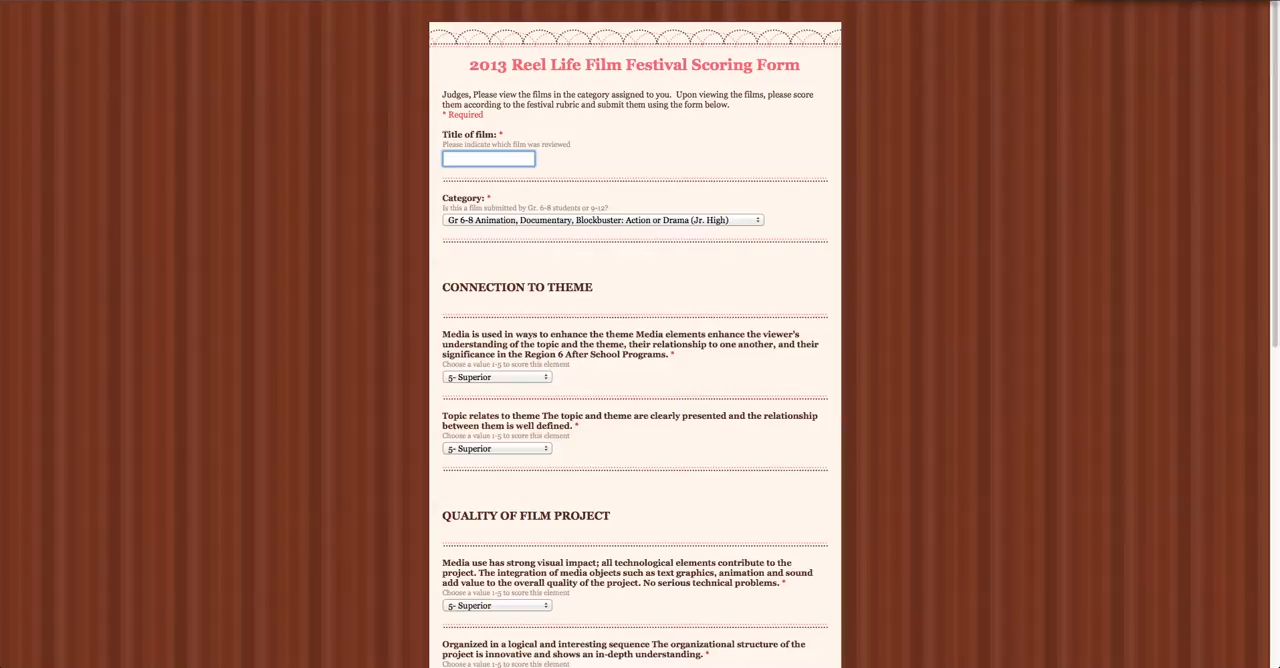 2013 Reel Life Film Festival Scoring Form
Judges, Please view the films in the category assigned to you.  Upon viewing the films, please score
them according to the festival rubric and submit them using the form below.
* Required
Title of film: *
Please indicate which film was reviewed
Category: *
Is this a film submitted by Gr. 6-8 students or 9-12?
Gr 6-8 Animation, Documentary, Blockbuster: Action or Drama (Jr. High)
CONNECTION TO THEME
Media is used in ways to enhance the theme Media elements enhance the viewer's
understanding of the topic and the theme, their relationship to one another, and their
significance in the Region 6 After School Programs. *
Choose a value 1-5 to score this element
5- Superior
Topic relates to theme The topic and theme are clearly presented and the relationship
between them is well defined. *
Choose a value 1-5 to score this element
5- Superior
QUALITY OF FILM PROJECT
Media use has strong visual impact; all technological elements contribute to the
project. The integration of media objects such as text graphics, animation and sound
add value to the overall quality of the project. No serious technical problems. *
Choose a value 1-5 to score this element
5- Superior
Organized in a logical and interesting sequence The organizational structure of the
project is innovative and shows an in-depth understanding. *
Choose a value 1-5 to score this element